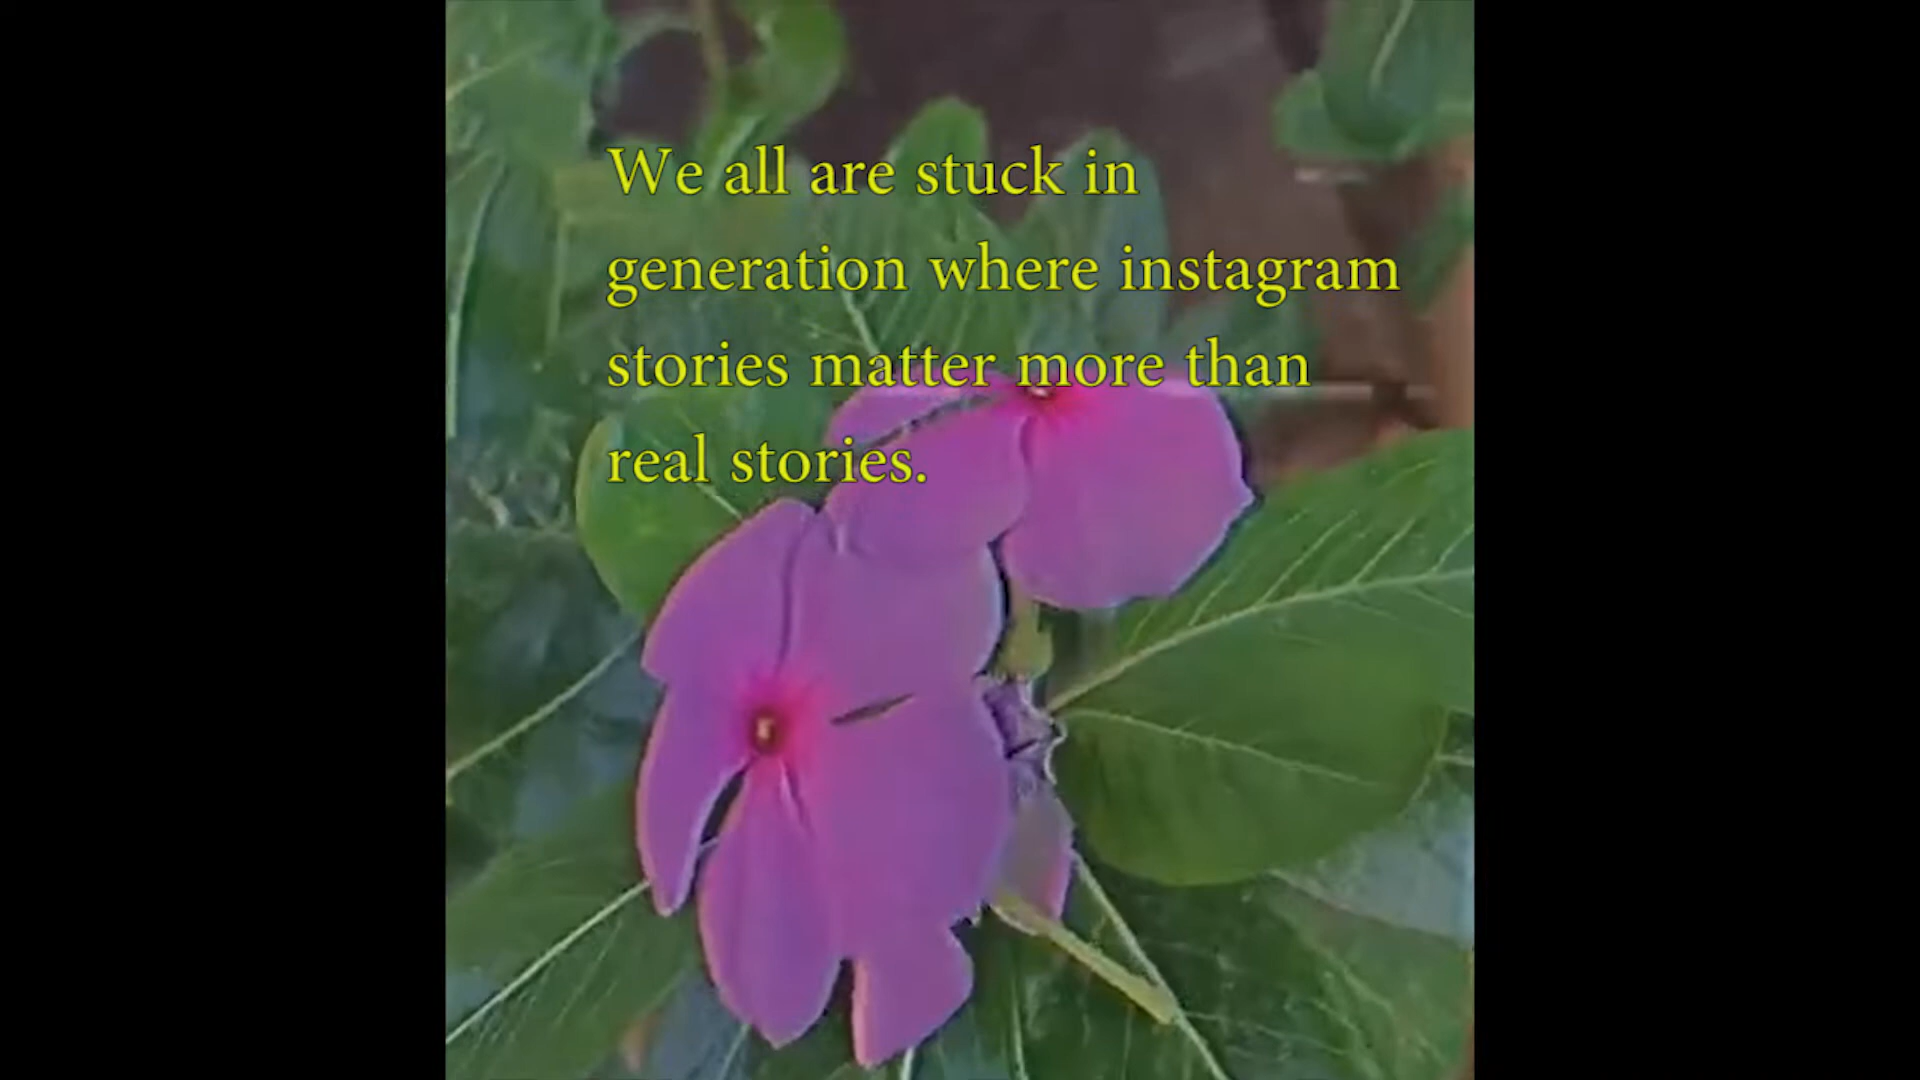 We all are stuck in
generation where instagram
stories matter more than
real stories.